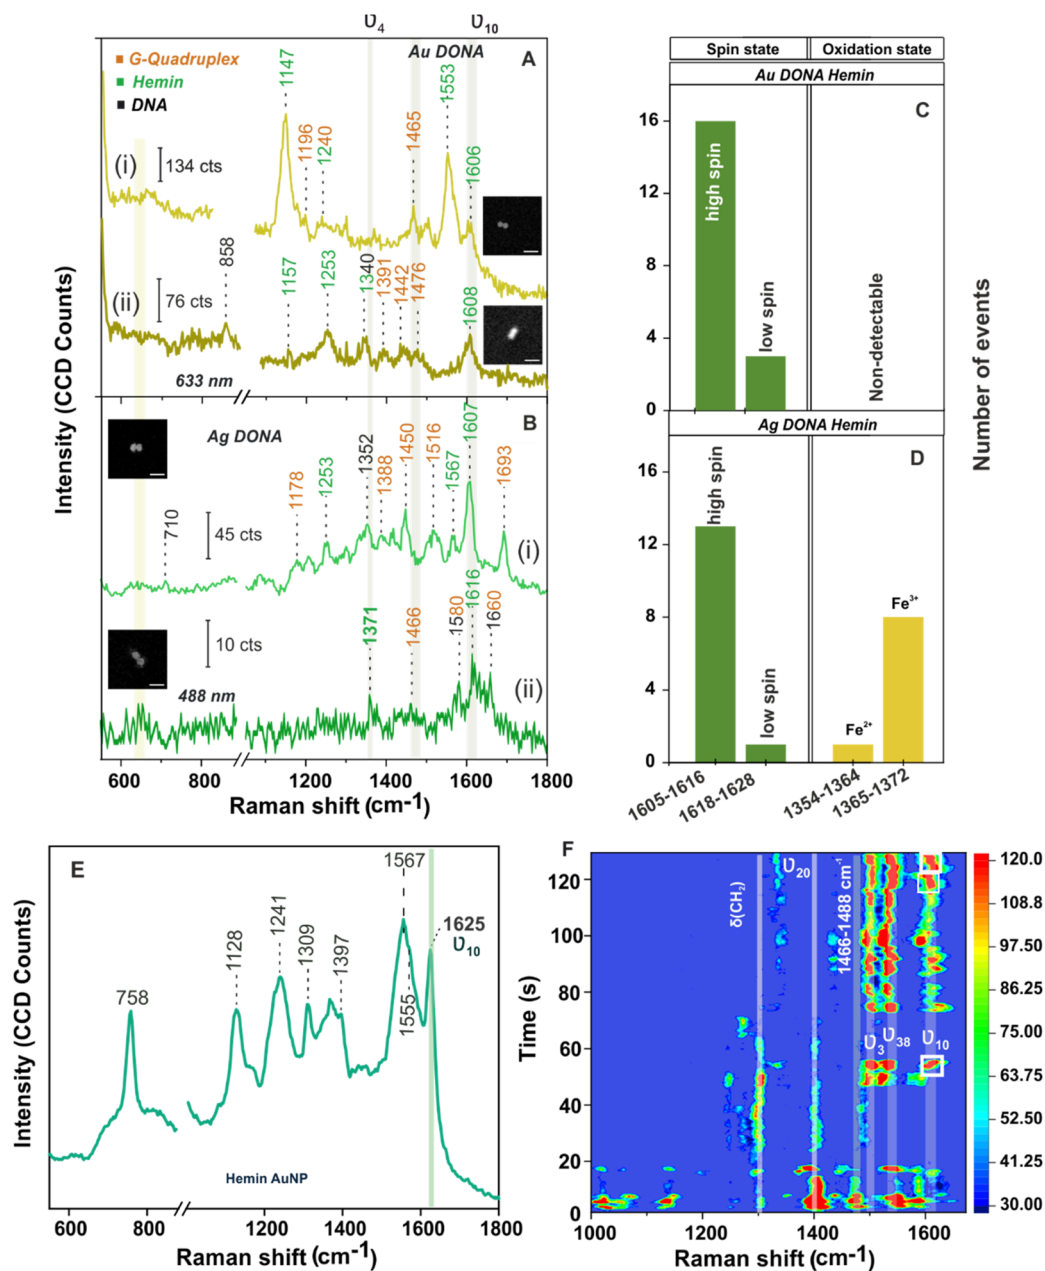 υ4 υ10
G-Quadruplex
Hemin
DNA
Au DONA
A
1147
1196
1240
1465
1553
1606
(i)
134 cts
858
1157
1253
1340
1391
1442
1476
1608
(ii)
76 cts
633 nm
Intensity (CCD Counts)
B
Ag DONA
710
1178
1253
1352
1388
1450
1516
1567
1607
1693
45 cts
(i)
1371
1466
1580
1616
1660
10 cts
488 nm
(ii)
600 800 1200 1400 1600 1800
Raman shift (cm-1)
Spin state Oxidation state
Au DONA Hemin
C
16
12
8
4
0
high spin
low spin
Non-detectable
Ag DONA Hemin
D
16
12
8
4
0
high spin
low spin
Fe2+
Fe3+
1605-1616
1618-1628
1354-1364
1365-1372
Number of events
E
758
1128
1241
1309
1397
1567
1555
1625
υ10
Hemin AuNP
Intensity (CCD Counts)
600 800 1200 1400 1600 1800
Raman shift (cm-1)
F
δ(CH2)
υ20
1466-1488 cm-1
υ3 υ38 υ10
Time (s)
120
100
80
60
40
20
0
1000 1200 1400 1600
Raman shift (cm-1)
120.0
108.8
97.50
86.25
75.00
63.75
52.50
41.25
30.00